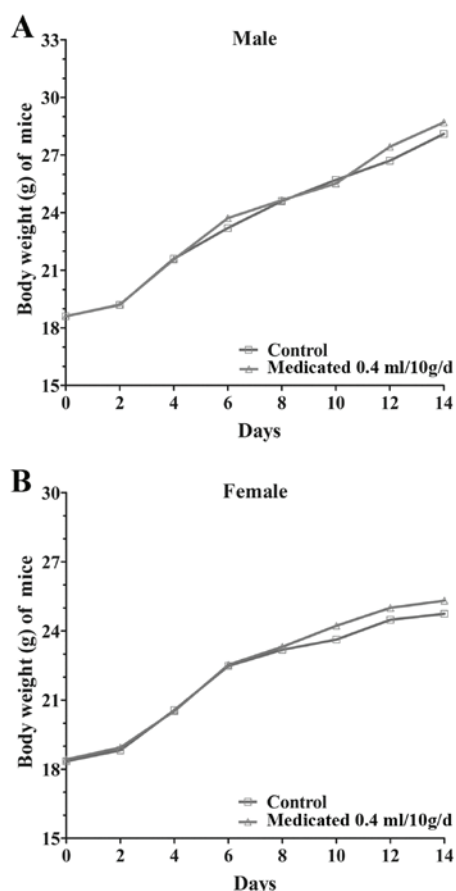 A
Male
Body weight (g) of mice
33
30
27
24
21
18
15
Control
Medicated 0.4 ml/10g/d
0 2 4 6 8 10 12 14
Days
B
Female
Body weight (g) of mice
30
27
24
21
18
15
Control
Medicated 0.4 ml/10g/d
0 2 4 6 8 10 12 14
Days